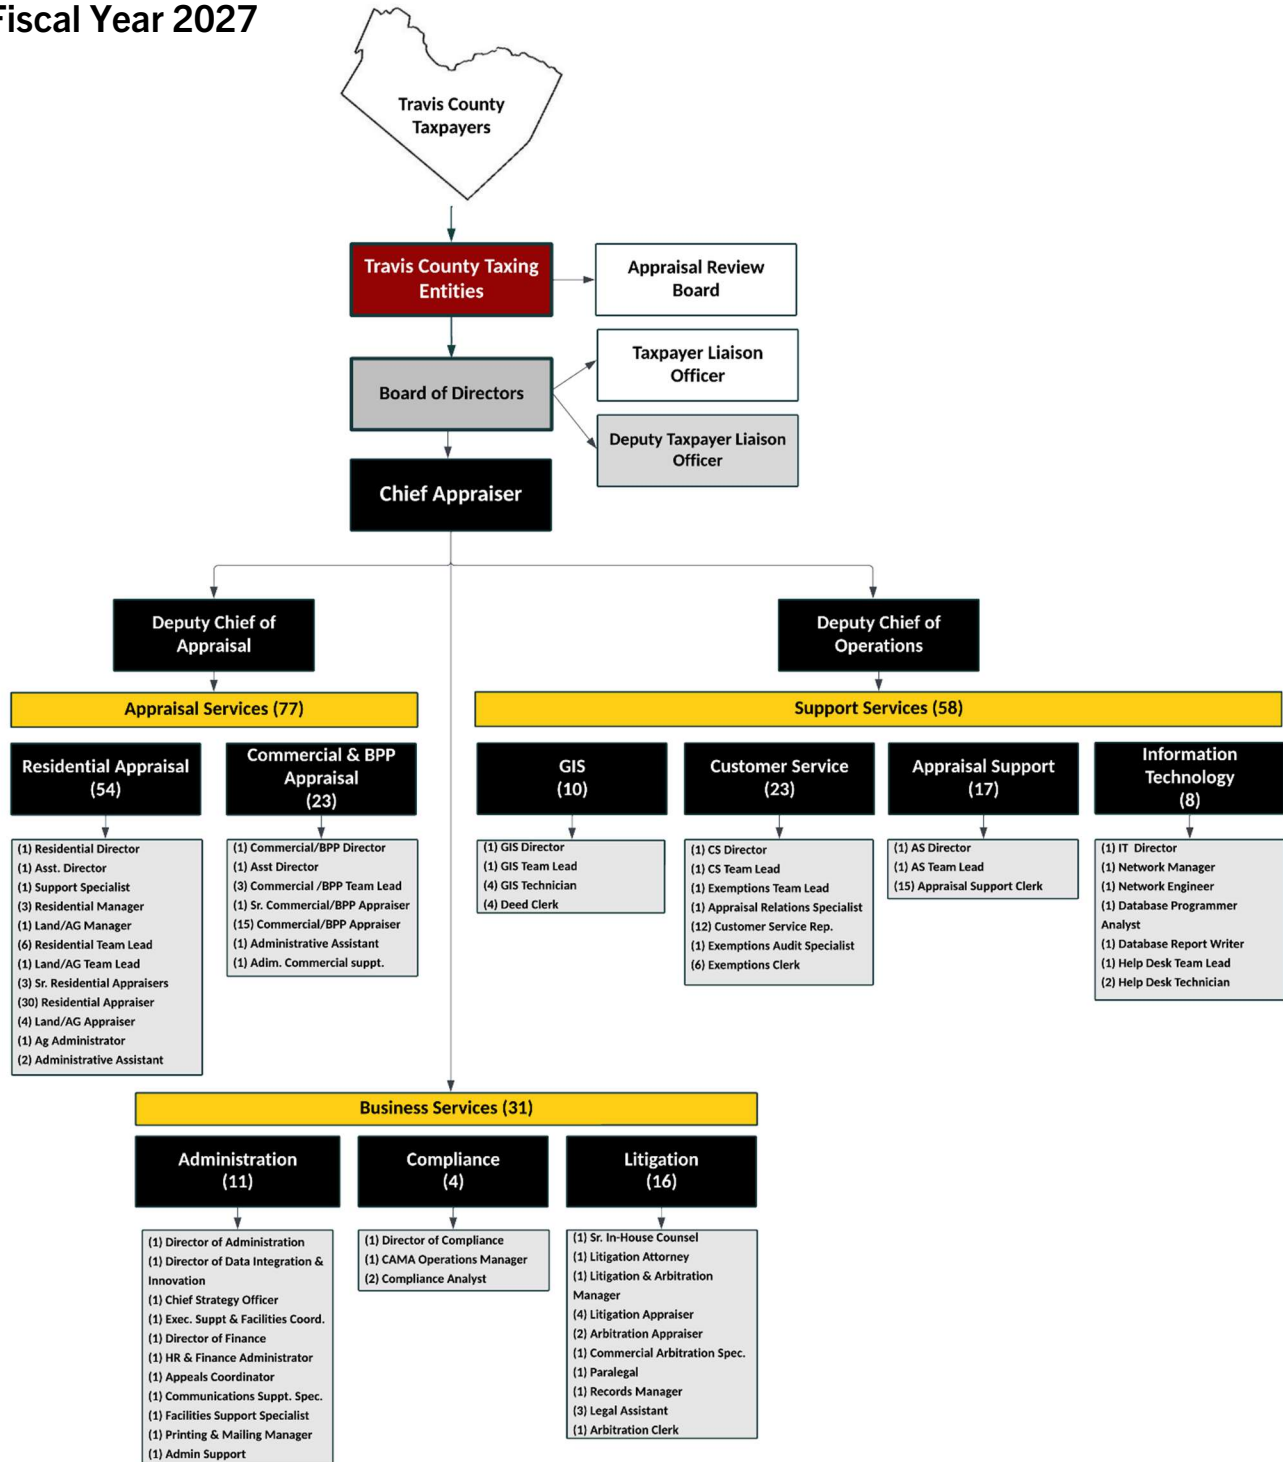 Fiscal Year 2027
Travis County
Taxpayers
Travis County Taxing
Entities
Appraisal Review
Board
Taxpayer Liaison
Officer
Board of Directors
Deputy Taxpayer Liaison
Officer
Chief Appraiser
Deputy Chief of
Appraisal
Deputy Chief of
Operations
Appraisal Services (77)
Support Services (58)
Residential Appraisal
(54)
Commercial & BPP
Appraisal
(23)
GIS
(10)
Customer Service
(23)
Appraisal Support
(17)
Information
Technology
(8)
(1) Residential Director
(1) Asst. Director
(1) Support Specialist
(3) Residential Manager
(1) Land/AG Manager
(6) Residential Team Lead
(1) Land/AG Team Lead
(3) Sr. Residential Appraisers
(30) Residential Appraiser
(4) Land/AG Appraiser
(1) Ag Administrator
(2) Administrative Assistant
(1) Commercial/BPP Director
(1) Asst Director
(3) Commercial /BPP Team Lead
(1) Sr. Commercial/BPP Appraiser
(15) Commercial/BPP Appraiser
(1) Administrative Assistant
(1) Adim. Commercial suppt.
(1) GIS Director
(1) GIS Team Lead
(4) GIS Technician
(4) Deed Clerk
(1) CS Director
(1) CS Team Lead
(1) Exemptions Team Lead
(1) Appraisal Relations Specialist
(12) Customer Service Rep.
(1) Exemptions Audit Specialist
(6) Exemptions Clerk
(1) AS Director
(1) AS Team Lead
(15) Appraisal Support Clerk
(1) IT Director
(1) Network Manager
(1) Network Engineer
(1) Database Programmer
Analyst
(1) Database Report Writer
(1) Help Desk Team Lead
(2) Help Desk Technician
Business Services (31)
Administration
(11)
Compliance
(4)
Litigation
(16)
(1) Director of Administration
(1) Director of Data Integration &
Innovation
(1) Chief Strategy Officer
(1) Exec. Suppt & Facilities Coord.
(1) Director of Finance
(1) HR & Finance Administrator
(1) Appeals Coordinator
(1) Communications Suppt. Spec.
(1) Facilities Support Specialist
(1) Printing & Mailing Manager
(1) Admin Support
(1) Director of Compliance
(1) CAMA Operations Manager
(2) Compliance Analyst
(1) Sr. In-House Counsel
(1) Litigation Attorney
(1) Litigation & Arbitration
Manager
(4) Litigation Appraiser
(2) Arbitration Appraiser
(1) Commercial Arbitration Spec.
(1) Paralegal
(1) Records Manager
(3) Legal Assistant
(1) Arbitration Clerk